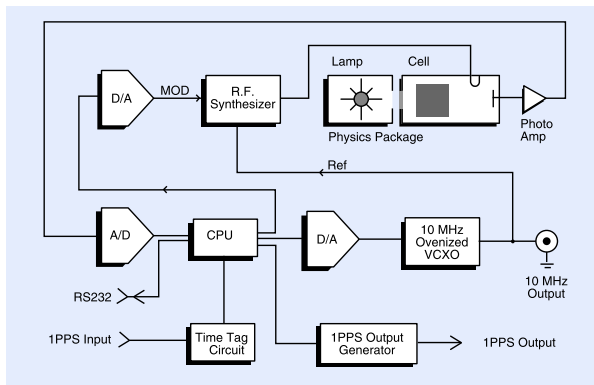 Lamp
Cell
D/A
MOD
R.F.
Synthesizer
Photo
Amp
Physics Package
Ref
A/D
CPU
D/A
10 MHz
Ovenized
VCXO
10 MHz
Output
RS232
1PPS Input
Time Tag
Circuit
1PPS Output
Generator
1PPS Output